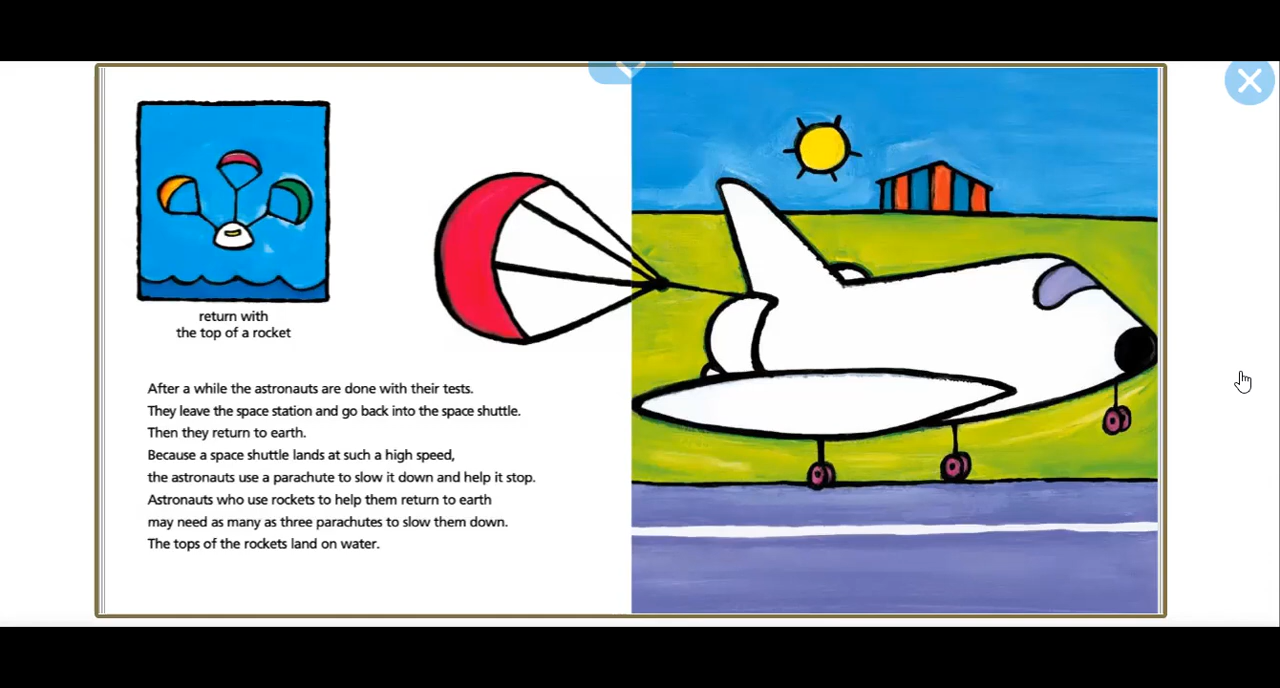 return with
the top of a rocket
After a while the astronauts are done with their tests.
They leave the space station and go back into the space shuttle.
Then they return to earth.
Because a space shuttle lands at such a high speed,
the astronauts use a parachute to slow it down and help it stop.
Astronauts who use rockets to help them return to earth
may need as many as three parachutes to slow them down.
The tops of the rockets land on water.